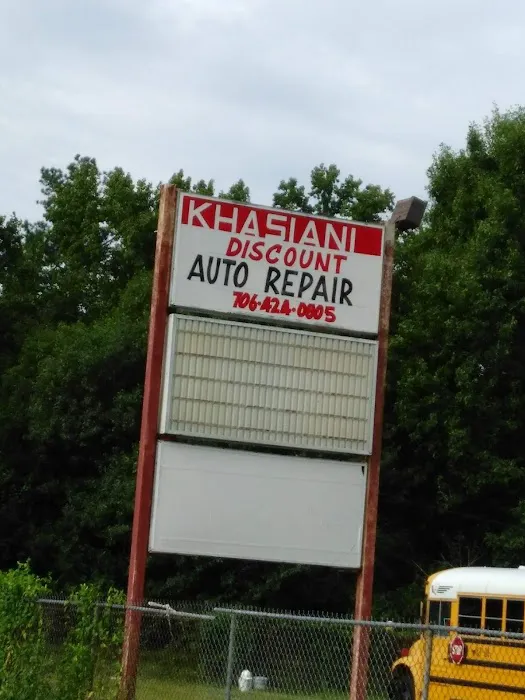 KHASIANI
DISCOUNT
AUTO REPAIR
706-424-0805
STOP